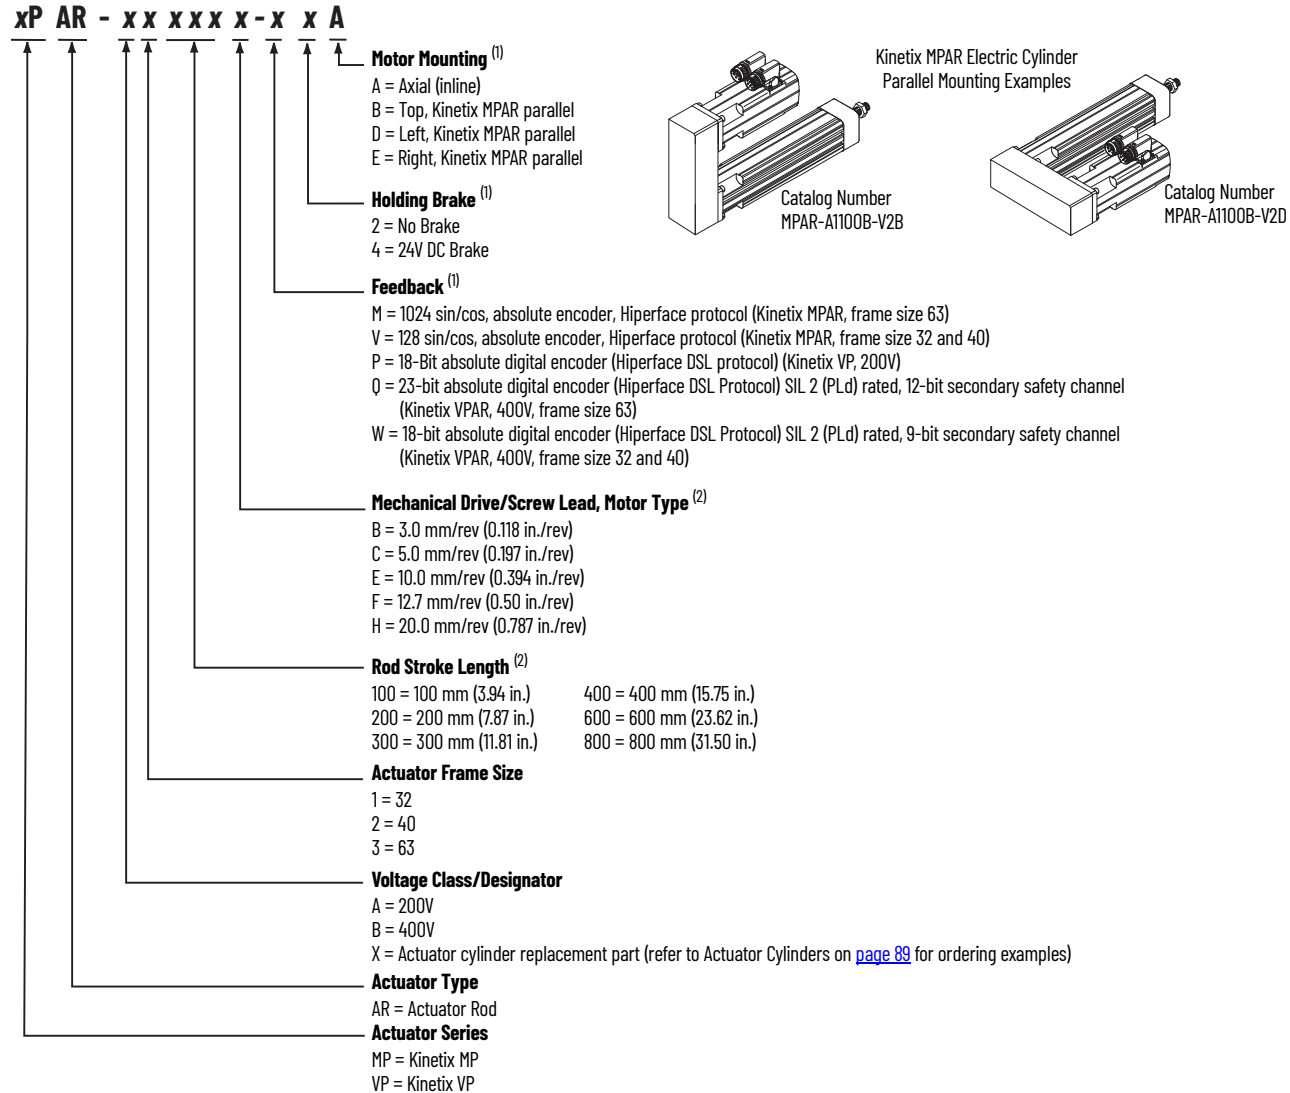 xP AR - x x x x x x - x x A
Motor Mounting (1)
A = Axial (inline)
B = Top, Kinetix MPAR parallel
D = Left, Kinetix MPAR parallel
E = Right, Kinetix MPAR parallel
Kinetix MPAR Electric Cylinder
Parallel Mounting Examples
Catalog Number
MPAR-A1100B-V2B
Catalog Number
MPAR-A1100B-V2D
Holding Brake (1)
2 = No Brake
4 = 24V DC Brake
Feedback (1)
M = 1024 sin/cos, absolute encoder, Hiperface protocol (Kinetix MPAR, frame size 63)
V = 128 sin/cos, absolute encoder, Hiperface protocol (Kinetix MPAR, frame size 32 and 40)
P = 18-Bit absolute digital encoder (Hiperface DSL protocol) (Kinetix VP, 200V)
Q = 23-bit absolute digital encoder (Hiperface DSL Protocol) SIL 2 (PLd) rated, 12-bit secondary safety channel
(Kinetix VPAR, 400V, frame size 63)
W = 18-bit absolute digital encoder (Hiperface DSL Protocol) SIL 2 (PLd) rated, 9-bit secondary safety channel
(Kinetix VPAR, 400V, frame size 32 and 40)
Mechanical Drive/Screw Lead, Motor Type (2)
B = 3.0 mm/rev (0.118 in./rev)
C = 5.0 mm/rev (0.197 in./rev)
E = 10.0 mm/rev (0.394 in./rev)
F = 12.7 mm/rev (0.50 in./rev)
H = 20.0 mm/rev (0.787 in./rev)
Rod Stroke Length (2)
100 = 100 mm (3.94 in.) 400 = 400 mm (15.75 in.)
200 = 200 mm (7.87 in.) 600 = 600 mm (23.62 in.)
300 = 300 mm (11.81 in.) 800 = 800 mm (31.50 in.)
Actuator Frame Size
1 = 32
2 = 40
3 = 63
Voltage Class/Designator
A = 200V
B = 400V
X = Actuator cylinder replacement part (refer to Actuator Cylinders on page 89 for ordering examples)
Actuator Type
AR = Actuator Rod
Actuator Series
MP = Kinetix MP
VP = Kinetix VP